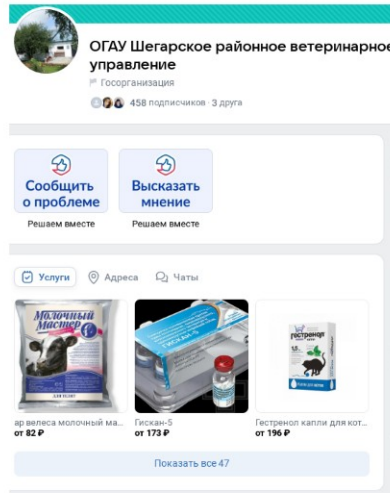 ОГАУ Шегарское районное ветеринарное
управление
Госорганизация
458 подписчиков · 3 друга
Сообщить
о проблеме
Решаем вместе
Высказать
мнение
Решаем вместе
Услуги
Адреса
Чаты
Молочный
Мастер
ГИСКАН-5
гестренол
ар велеса молочный ма...
от 82 ₽
Гискан-5
от 173 ₽
Гестренол капли для кот...
от 196 ₽
Показать все 47